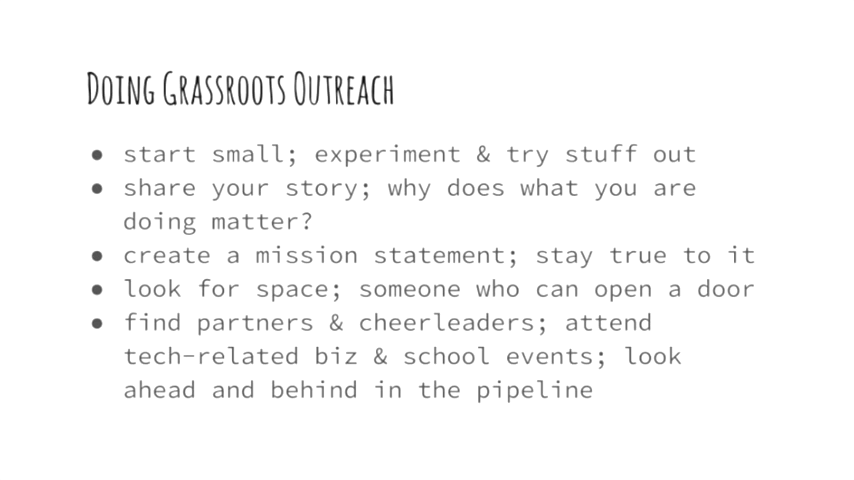 Doing Grassroots Outreach
● start small; experiment & try stuff out
● share your story; why does what you are
doing matter?
● create a mission statement; stay true to it
● look for space; someone who can open a door
● find partners & cheerleaders; attend
tech-related biz & school events; look
ahead and behind in the pipeline